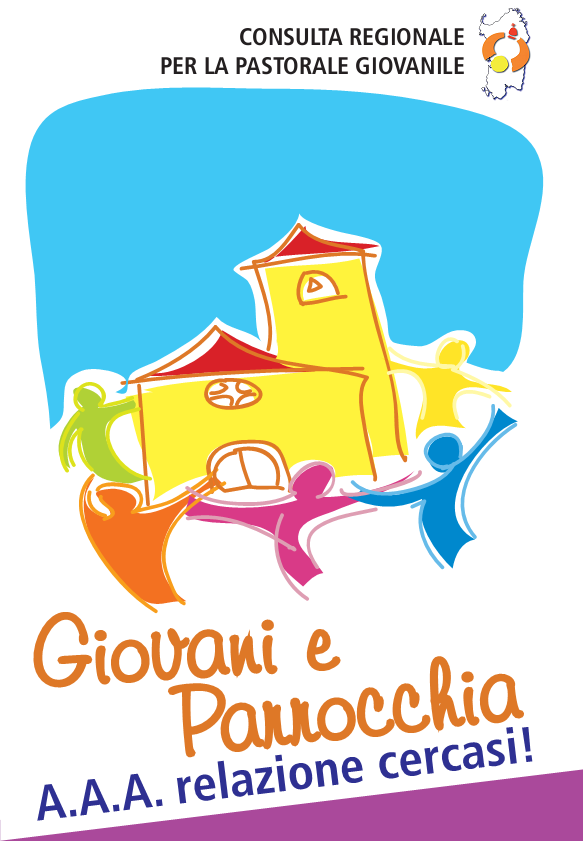 CONSULTA REGIONALE
PER LA PASTORALE GIOVANILE
Giovani e
Parrocchia
A.A.A. relazione cercasi!